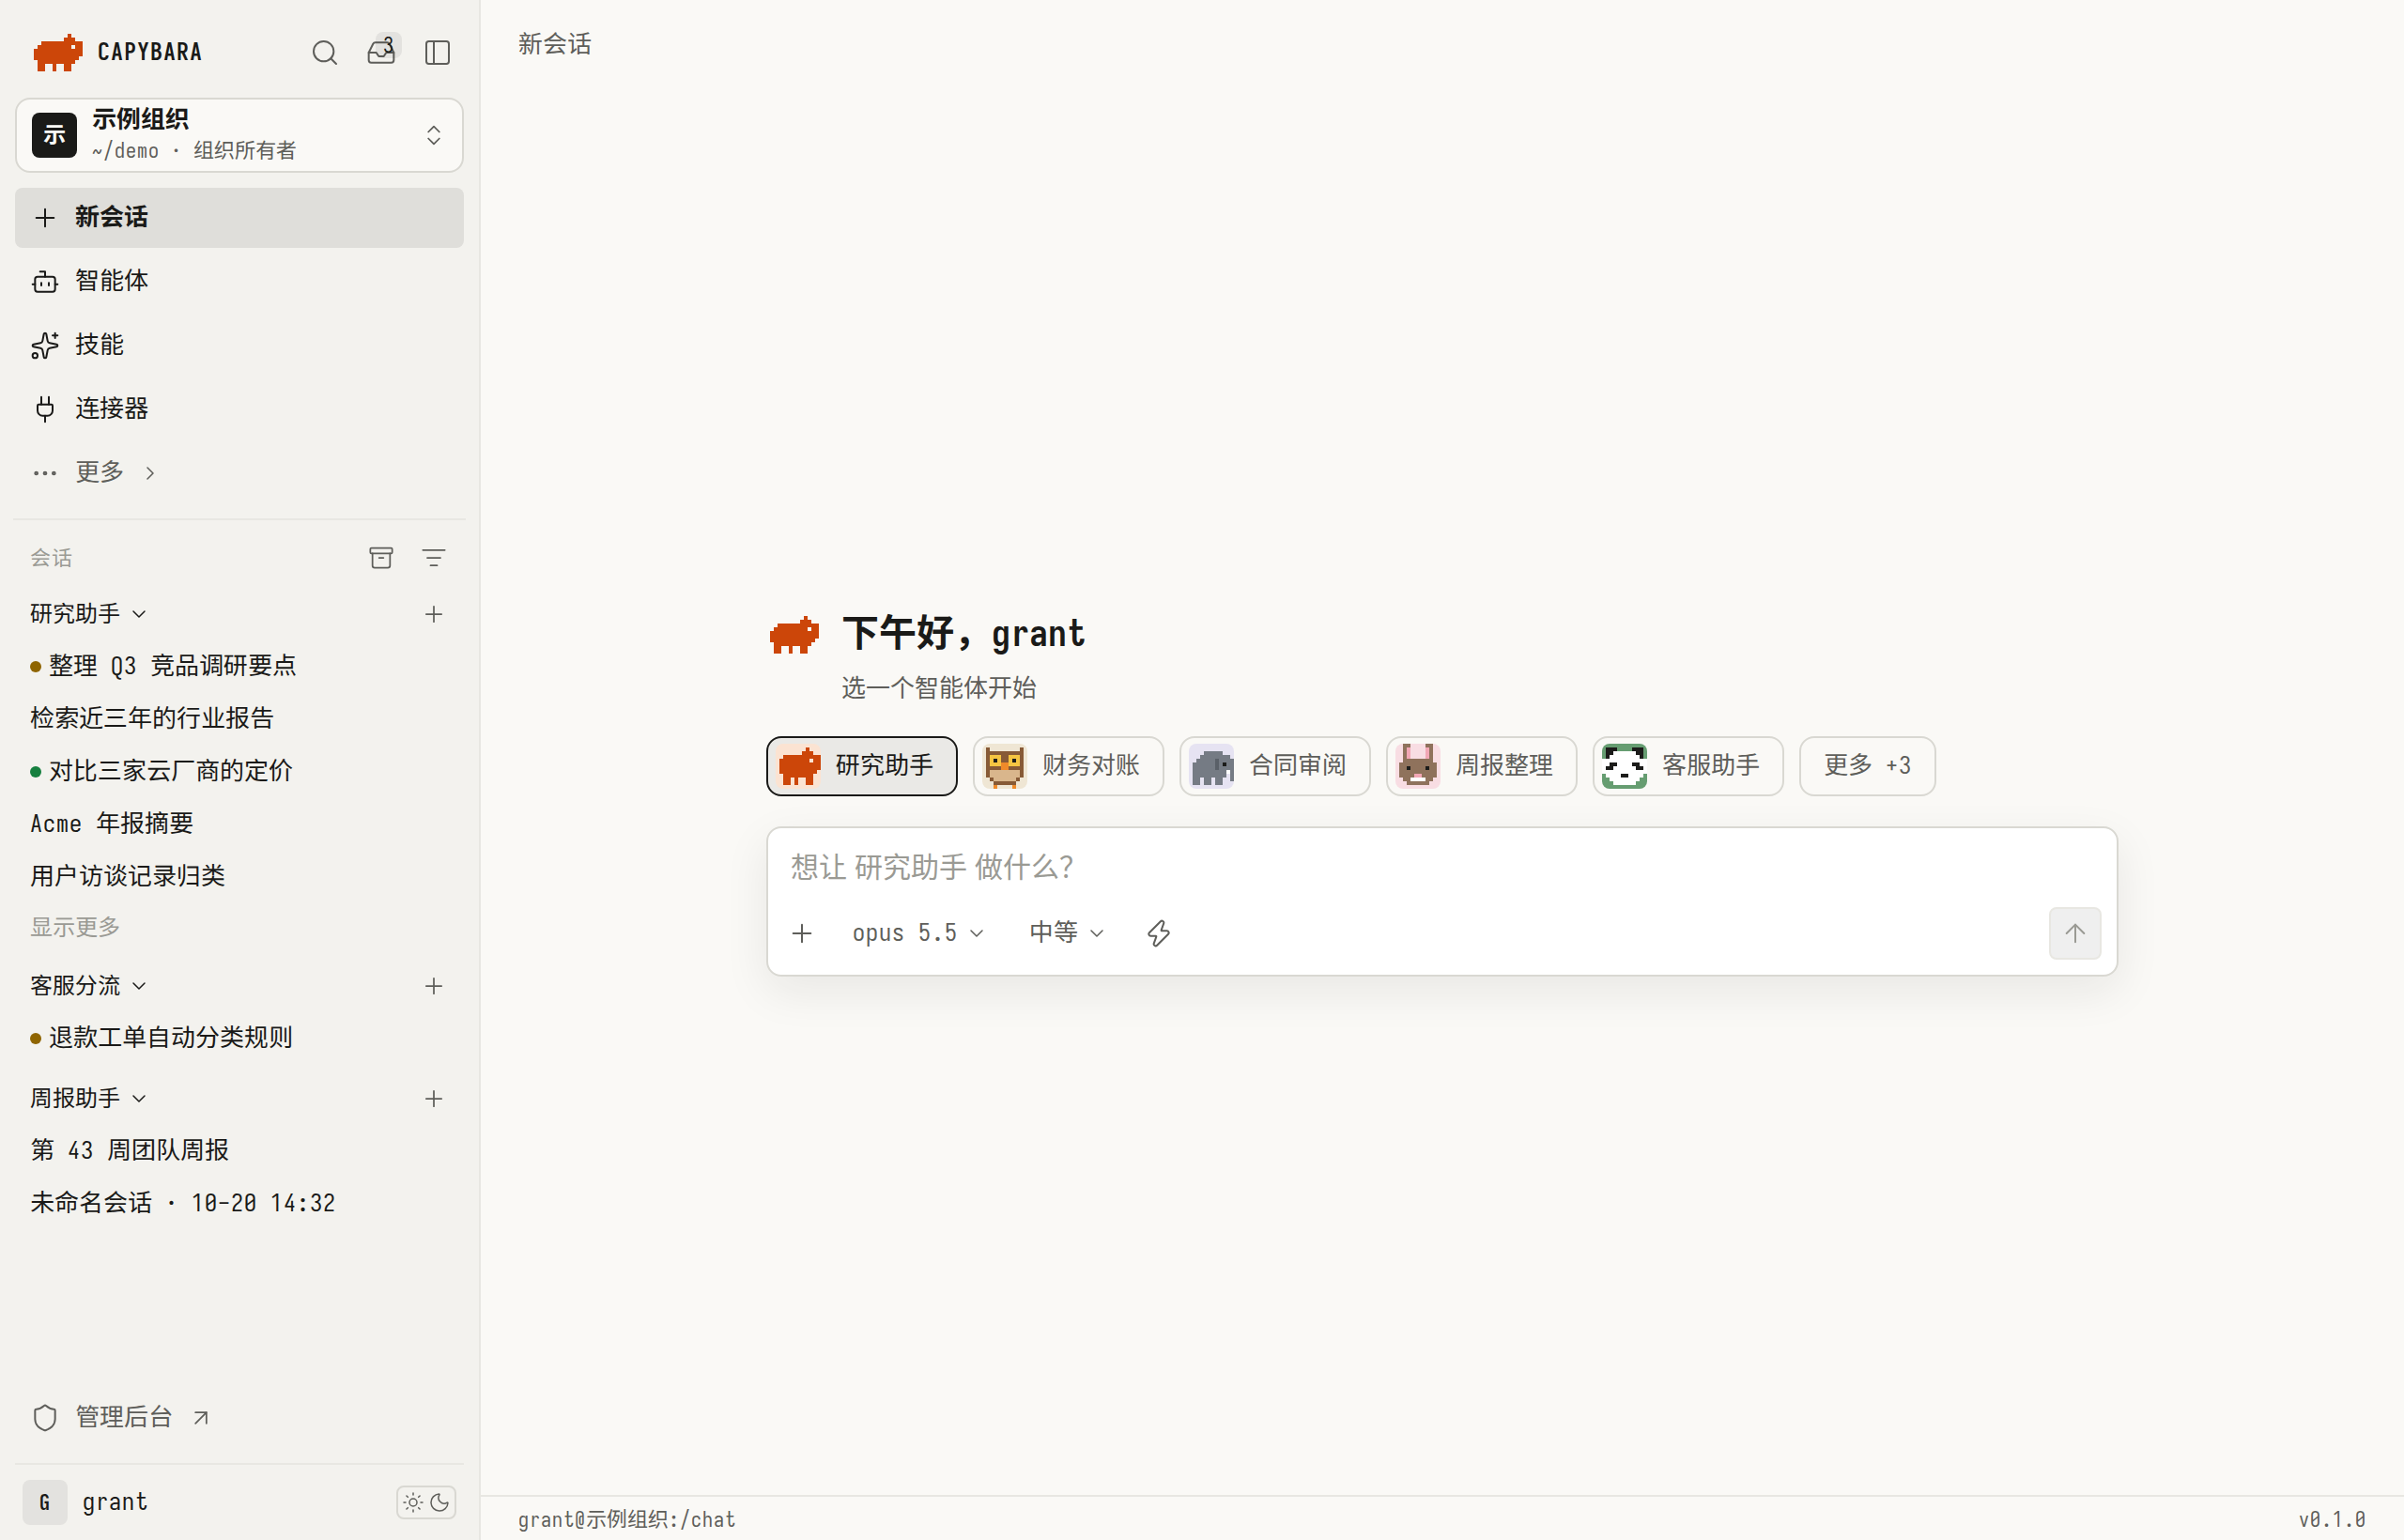 CAPYBARA
3
示
示例组织
~/demo · 组织所有者
新会话
智能体
技能
连接器
更多
会话
研究助手
整理 Q3 竞品调研要点
检索近三年的行业报告
对比三家云厂商的定价
Acme 年报摘要
用户访谈记录归类
显示更多
客服分流
退款工单自动分类规则
周报助手
第 43 周团队周报
未命名会话 · 10-20 14:32
管理后台
G
grant
新会话
下午好，grant
选一个智能体开始
研究助手
财务对账
合同审阅
周报整理
客服助手
更多 +3
想让 研究助手 做什么？
opus 5.5
中等
grant@示例组织:/chat
v0.1.0